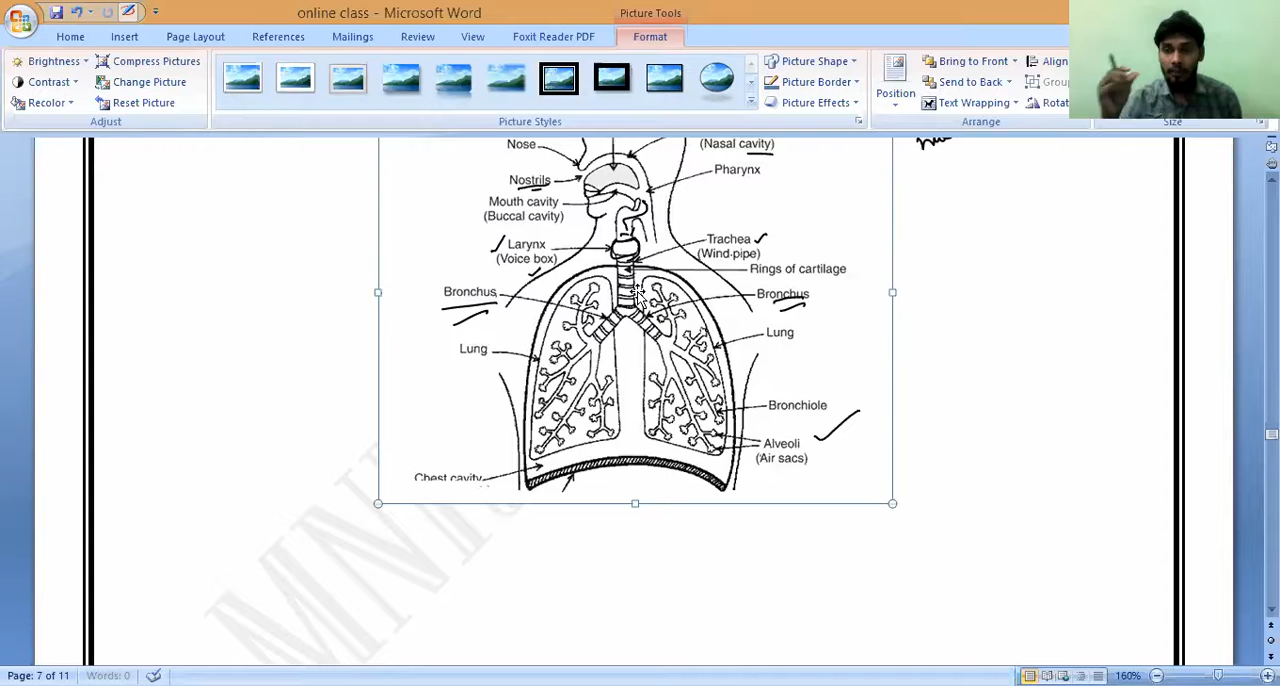 online class - Microsoft Word
Picture Tools
Home
Insert
Page Layout
References
Mailings
Review
View
Foxit Reader PDF
Format
Brightness
Compress Pictures
Contrast
Change Picture
Recolor
Reset Picture
Adjust
Picture Styles
Picture Shape
Picture Border
Picture Effects
Position
Bring to Front
Send to Back
Text Wrapping
Align
Group
Rotat
Arrange
Size
Nose
(Nasal cavity)
Pharynx
Nostrils
Mouth cavity
(Buccal cavity)
Larynx
(Voice box)
Trachea
(Wind-pipe)
Rings of cartilage
Bronchus
Bronchus
Lung
Lung
Bronchiole
Alveoli
(Air sacs)
Chest cavity
Page: 7 of 11
Words: 0
160%